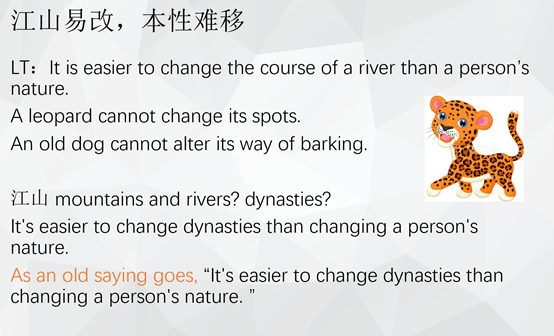 江山易改，本性难移
LT：It is easier to change the course of a river than a person's
nature.
A leopard cannot change its spots.
An old dog cannot alter its way of barking.
江山 mountains and rivers? dynasties?
It's easier to change dynasties than changing a person's
nature.
As an old saying goes, “It's easier to change dynasties than
changing a person's nature. ”